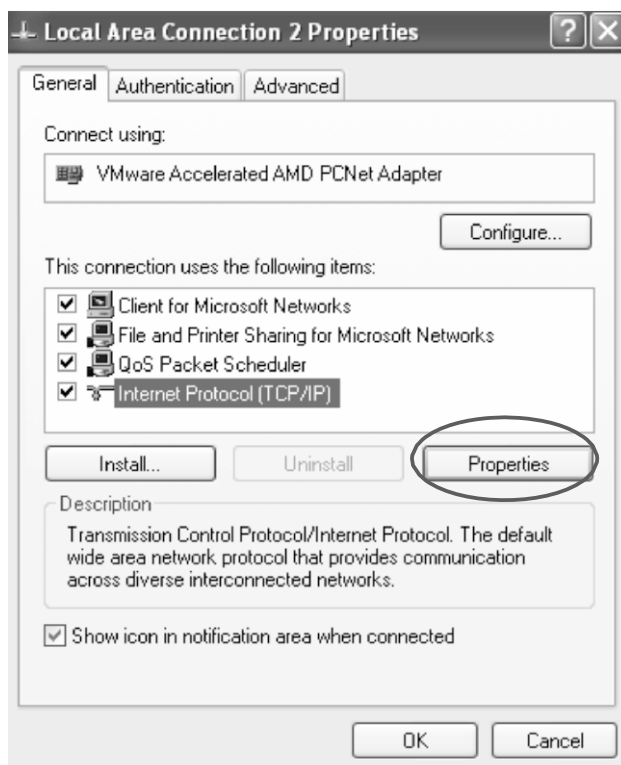 Local Area Connection 2 Properties
General Authentication Advanced
Connect using:
VMware Accelerated AMD PCNet Adapter
Configure...
This connection uses the following items:
Client for Microsoft Networks
File and Printer Sharing for Microsoft Networks
QoS Packet Scheduler
Internet Protocol (TCP/IP)
Install... Uninstall Properties
Description
Transmission Control Protocol/Internet Protocol. The default
wide area network protocol that provides communication
across diverse interconnected networks.
Show icon in notification area when connected
OK Cancel